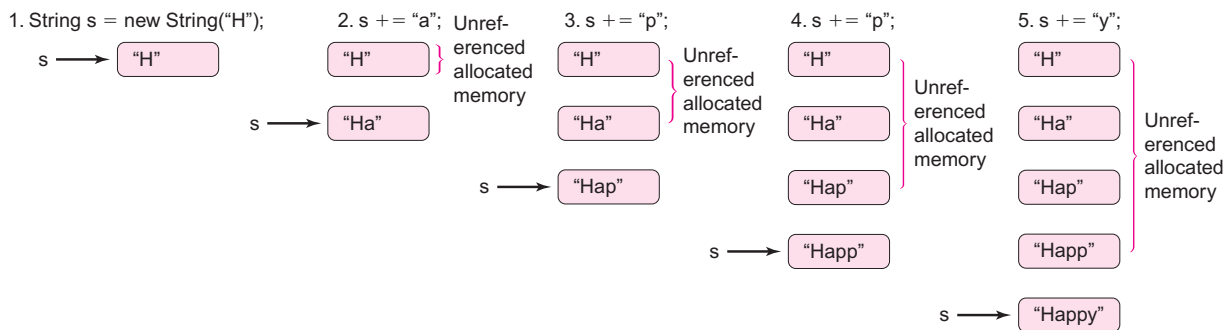 1. String s = new String(“H”);
s
“H”
2. s += “a”;
“H”
Unref-
erenced
allocated
memory
s
“Ha”
3. s += “p”;
“H”
“Ha”
Unref-
erenced
allocated
memory
s
“Hap”
4. s += “p”;
“H”
“Ha”
“Hap”
Unref-
erenced
allocated
memory
s
“Happ”
5. s += “y”;
“H”
“Ha”
“Hap”
“Happ”
Unref-
erenced
allocated
memory
s
“Happy”